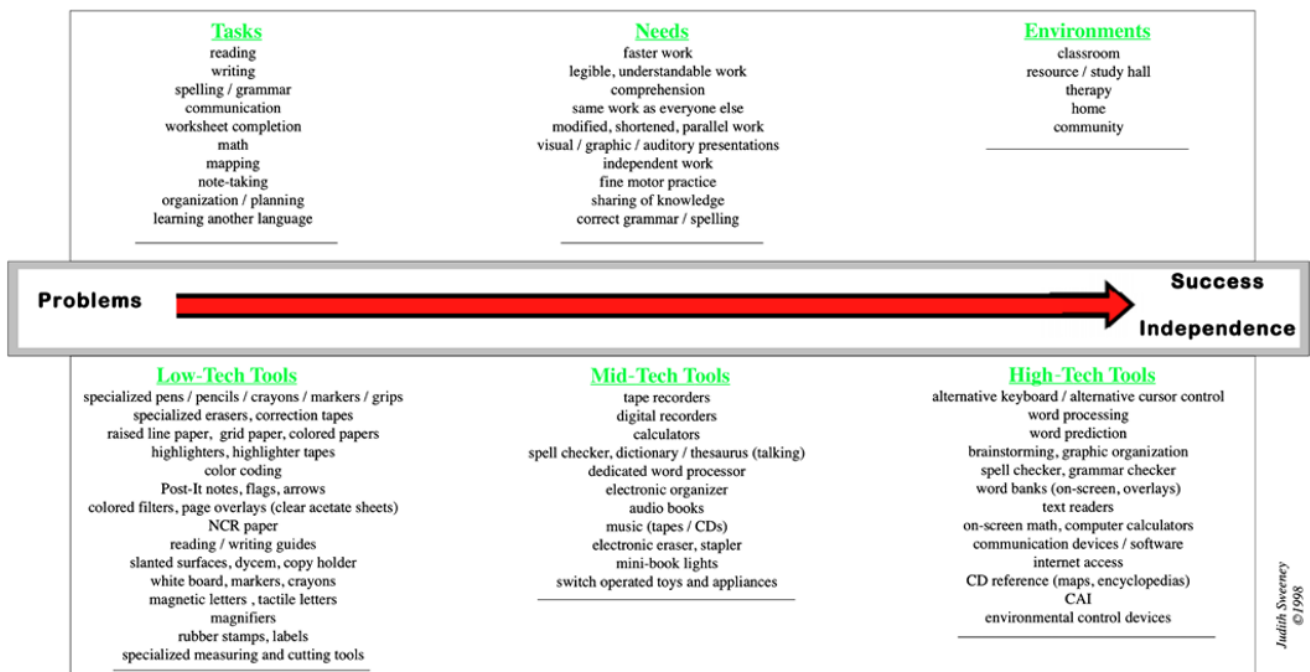 Tasks
reading
writing
spelling / grammar
communication
worksheet completion
math
mapping
note-taking
organization / planning
learning another language
Needs
faster work
legible, understandable work
comprehension
same work as everyone else
modified, shortened, parallel work
visual / graphic / auditory presentations
independent work
fine motor practice
sharing of knowledge
correct grammar / spelling
Environments
classroom
resource / study hall
therapy
home
community
Problems
Success
Independence
Low-Tech Tools
specialized pens / pencils / crayons / markers / grips
specialized erasers, correction tapes
raised line paper, grid paper, colored papers
highlighters, highlighter tapes
color coding
Post-It notes, flags, arrows
colored filters, page overlays (clear acetate sheets)
NCR paper
reading / writing guides
slanted surfaces, dycem, copy holder
white board, markers, crayons
magnetic letters , tactile letters
magnifiers
rubber stamps, labels
specialized measuring and cutting tools
Mid-Tech Tools
tape recorders
digital recorders
calculators
spell checker, dictionary / thesaurus (talking)
dedicated word processor
electronic organizer
audio books
music (tapes / CDs)
electronic eraser, stapler
mini-book lights
switch operated toys and appliances
High-Tech Tools
alternative keyboard / alternative cursor control
word processing
word prediction
brainstorming, graphic organization
spell checker, grammar checker
word banks (on-screen, overlays)
text readers
on-screen math, computer calculators
communication devices / software
internet access
CD reference (maps, encyclopedias)
CAI
environmental control devices
Judith Sweeney
©1998